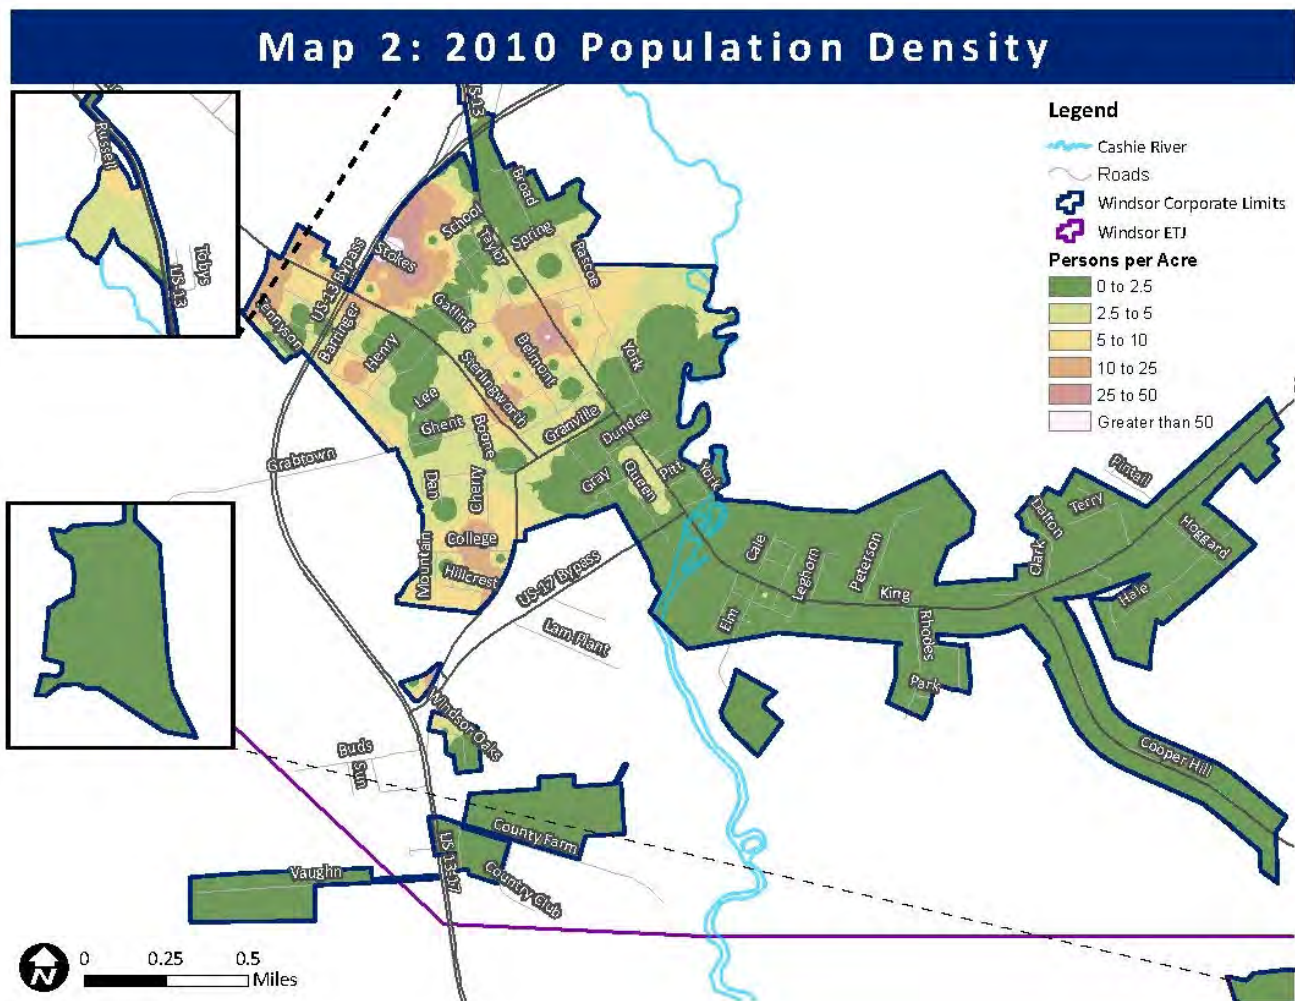 Map 2: 2010 Population Density
Legend
Cashie River
Roads
Windsor Corporate Limits
Windsor ETJ
Persons per Acre
0 to 2.5
2.5 to 5
5 to 10
10 to 25
25 to 50
Greater than 50
Russell
Tobys
US-13
US-13
Broad
School
Taylor
Spring
Rascoe
Stokes
US-13 Bypass
Tennyson
Barringer
Gatling
Henry
Belmont
York
Sterlingworth
Lee
Ghent
Boone
Granville
Dundee
Grabtown
Dan
Cherry
Gray
Queen
Pitt
York
College
Mountain
Hillcrest
US-17 Bypass
Lam Plant
Cale
Leghorn
Peterson
King
Elm
Rhodes
Park
Clark
Dalton
Terry
Pintail
Hoggard
Hale
Cooper Hill
Windsor Oaks
Buds
Sun
County Farm
US 13-17
Country Club
Vaughn
N
0 0.25 0.5
Miles